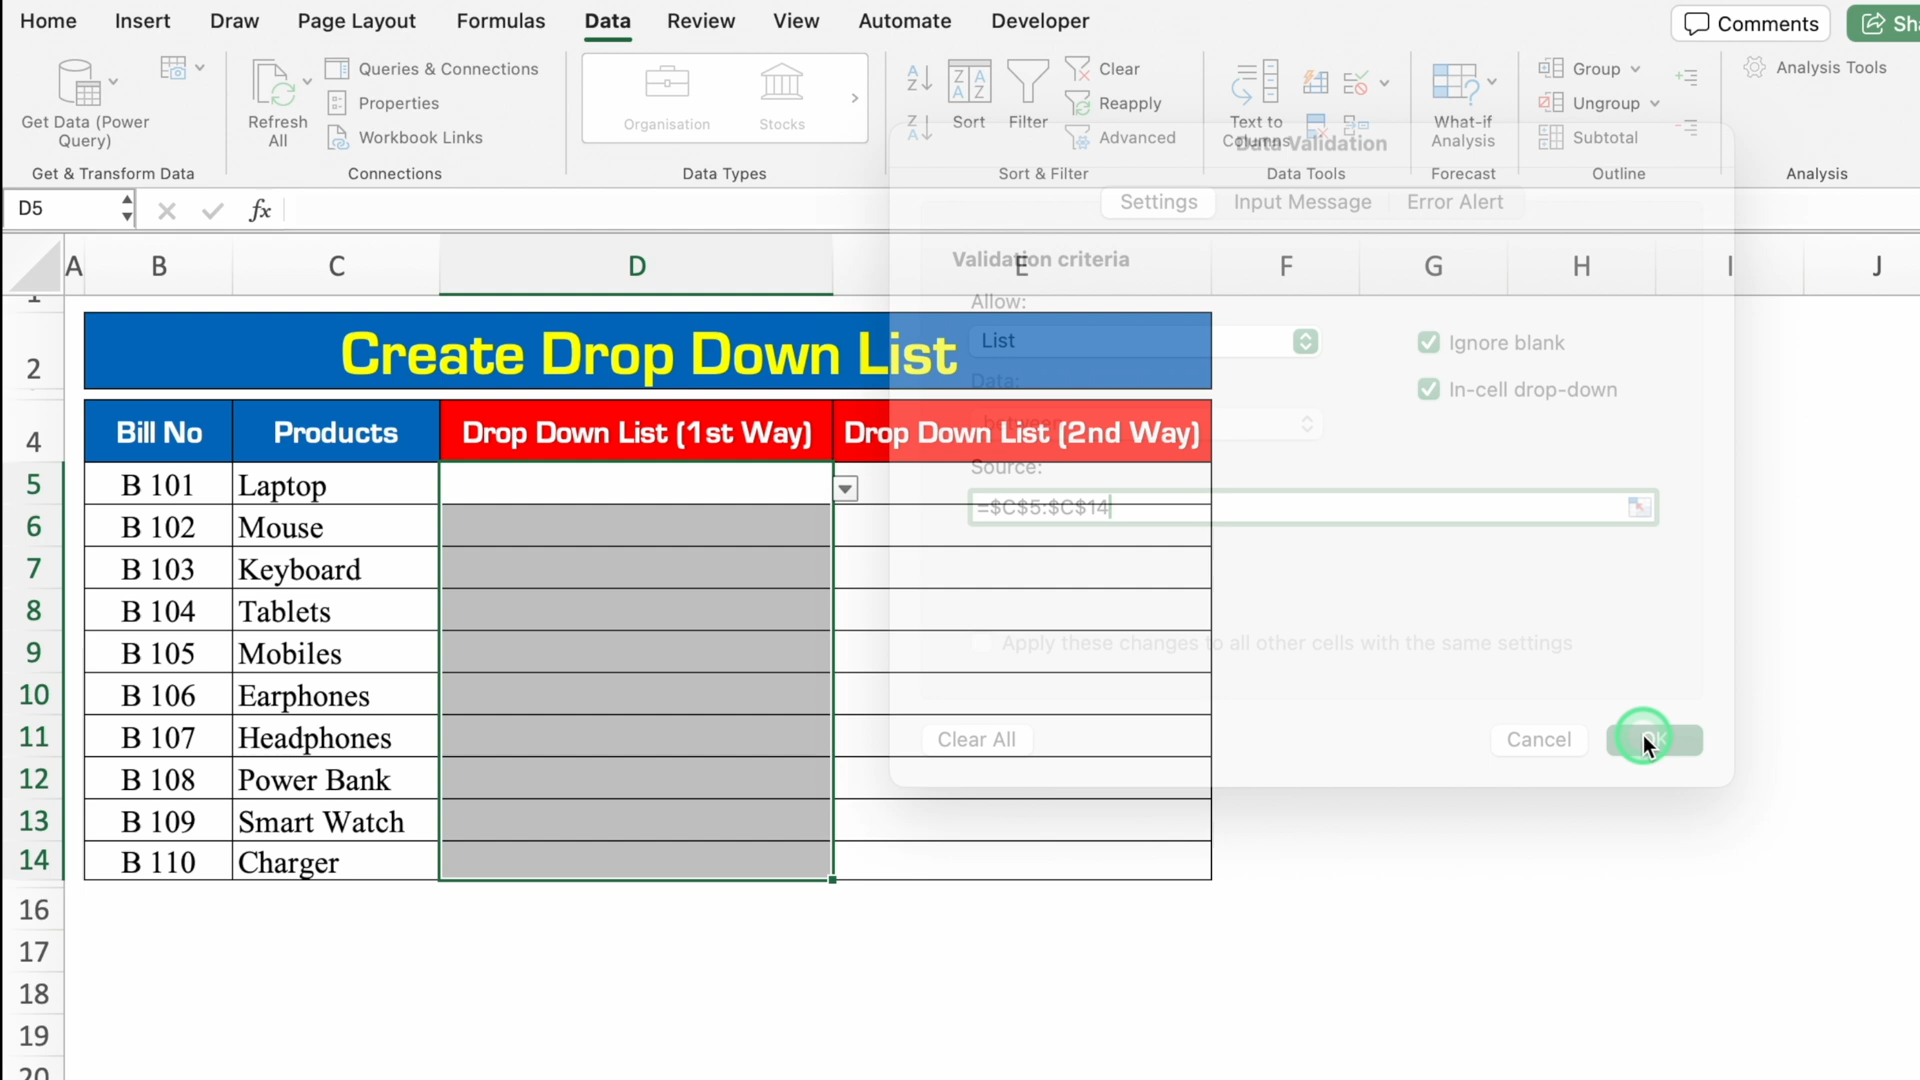 Home Insert Draw Page Layout Formulas Data Review View Automate Developer Comments Sha
Get Data (Power Query)
Refresh All
Queries & Connections
Properties
Workbook Links
Organisation Stocks
Sort Filter
Clear
Reapply
Advanced
Text to Columns
What-if Analysis
Group
Ungroup
Subtotal
Analysis Tools
Get & Transform Data Connections Data Types Sort & Filter Data Tools Forecast Outline Analysis
Data Validation
D5 fx
Settings Input Message Error Alert
A B C D E F G H I J
Validation criteria
Allow:
List
Ignore blank
Data:
between
In-cell drop-down
Source:
=$C$5:$C$14
Apply these changes to all other cells with the same settings
Clear All Cancel OK
1
2 Create Drop Down List
4 Bill No Products Drop Down List (1st Way) Drop Down List (2nd Way)
5 B 101 Laptop
6 B 102 Mouse
7 B 103 Keyboard
8 B 104 Tablets
9 B 105 Mobiles
10 B 106 Earphones
11 B 107 Headphones
12 B 108 Power Bank
13 B 109 Smart Watch
14 B 110 Charger
16
17
18
19
20